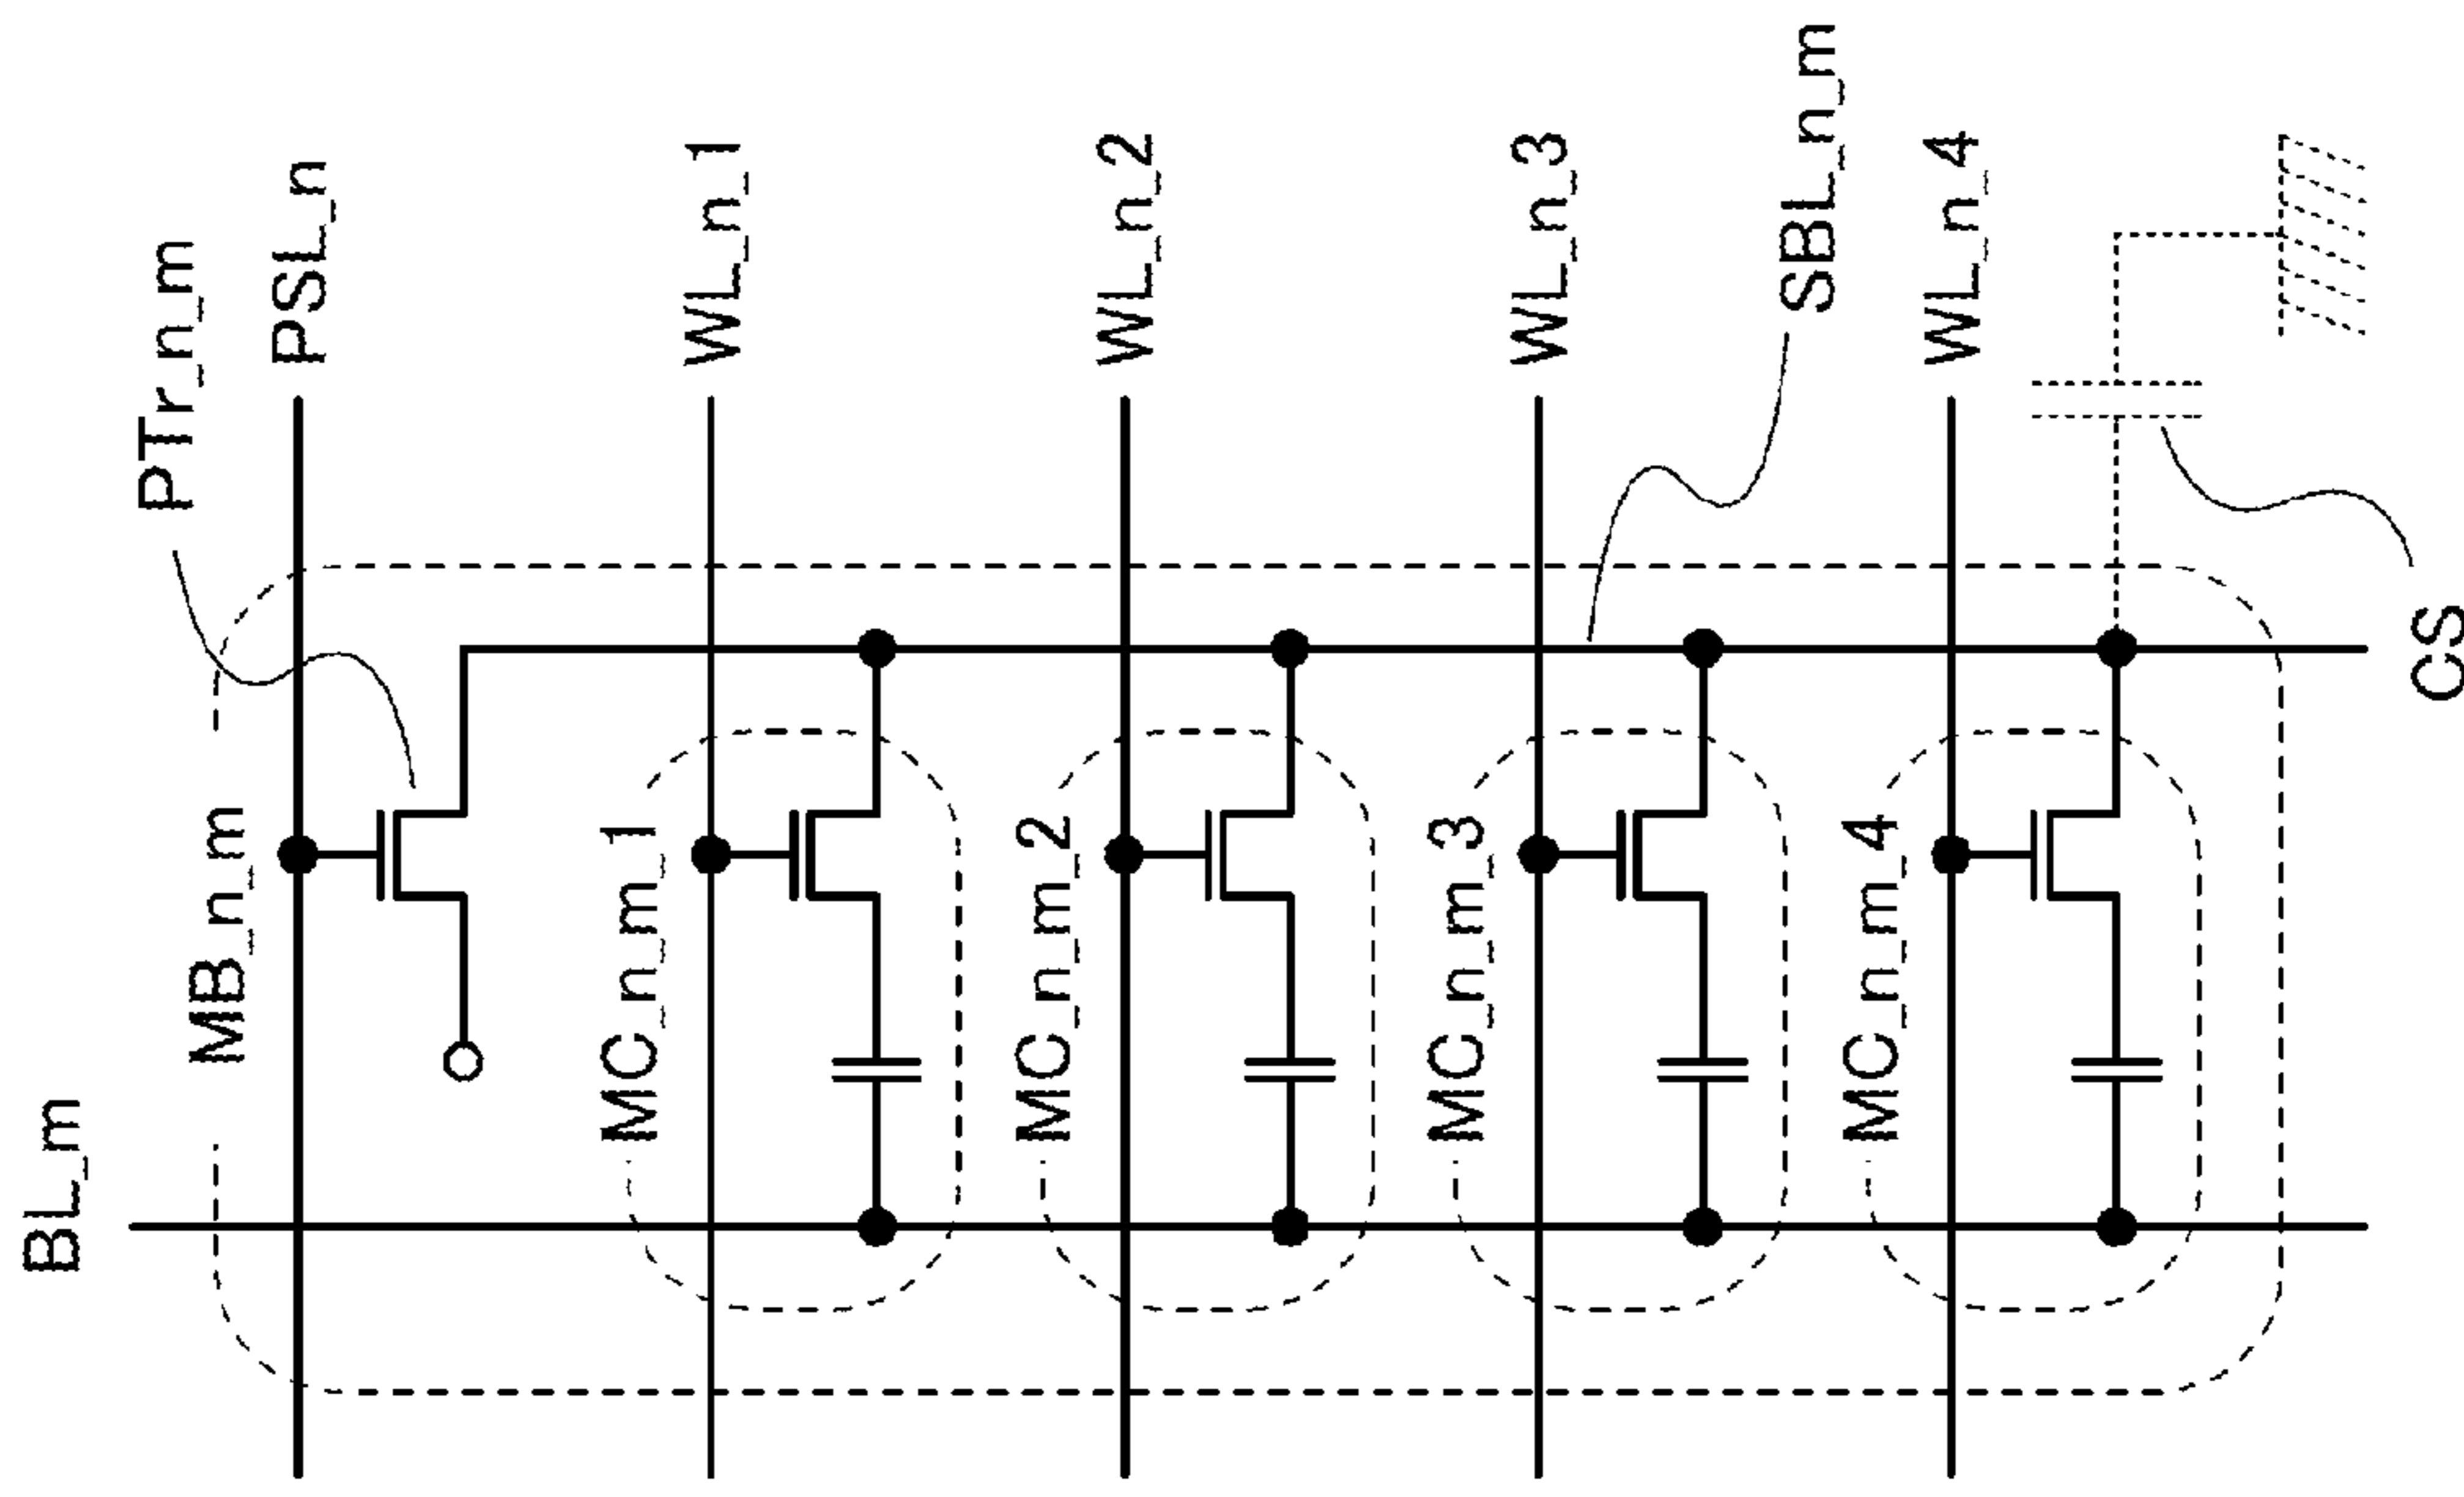 BL_m
MB_n_m
PTr_n_m
PSL_n
MC_n_m_1
WL_n_1
MC_n_m_2
WL_n_2
MC_n_m_3
WL_n_3
SBL_n_m
MC_n_m_4
WL_n_4
CS